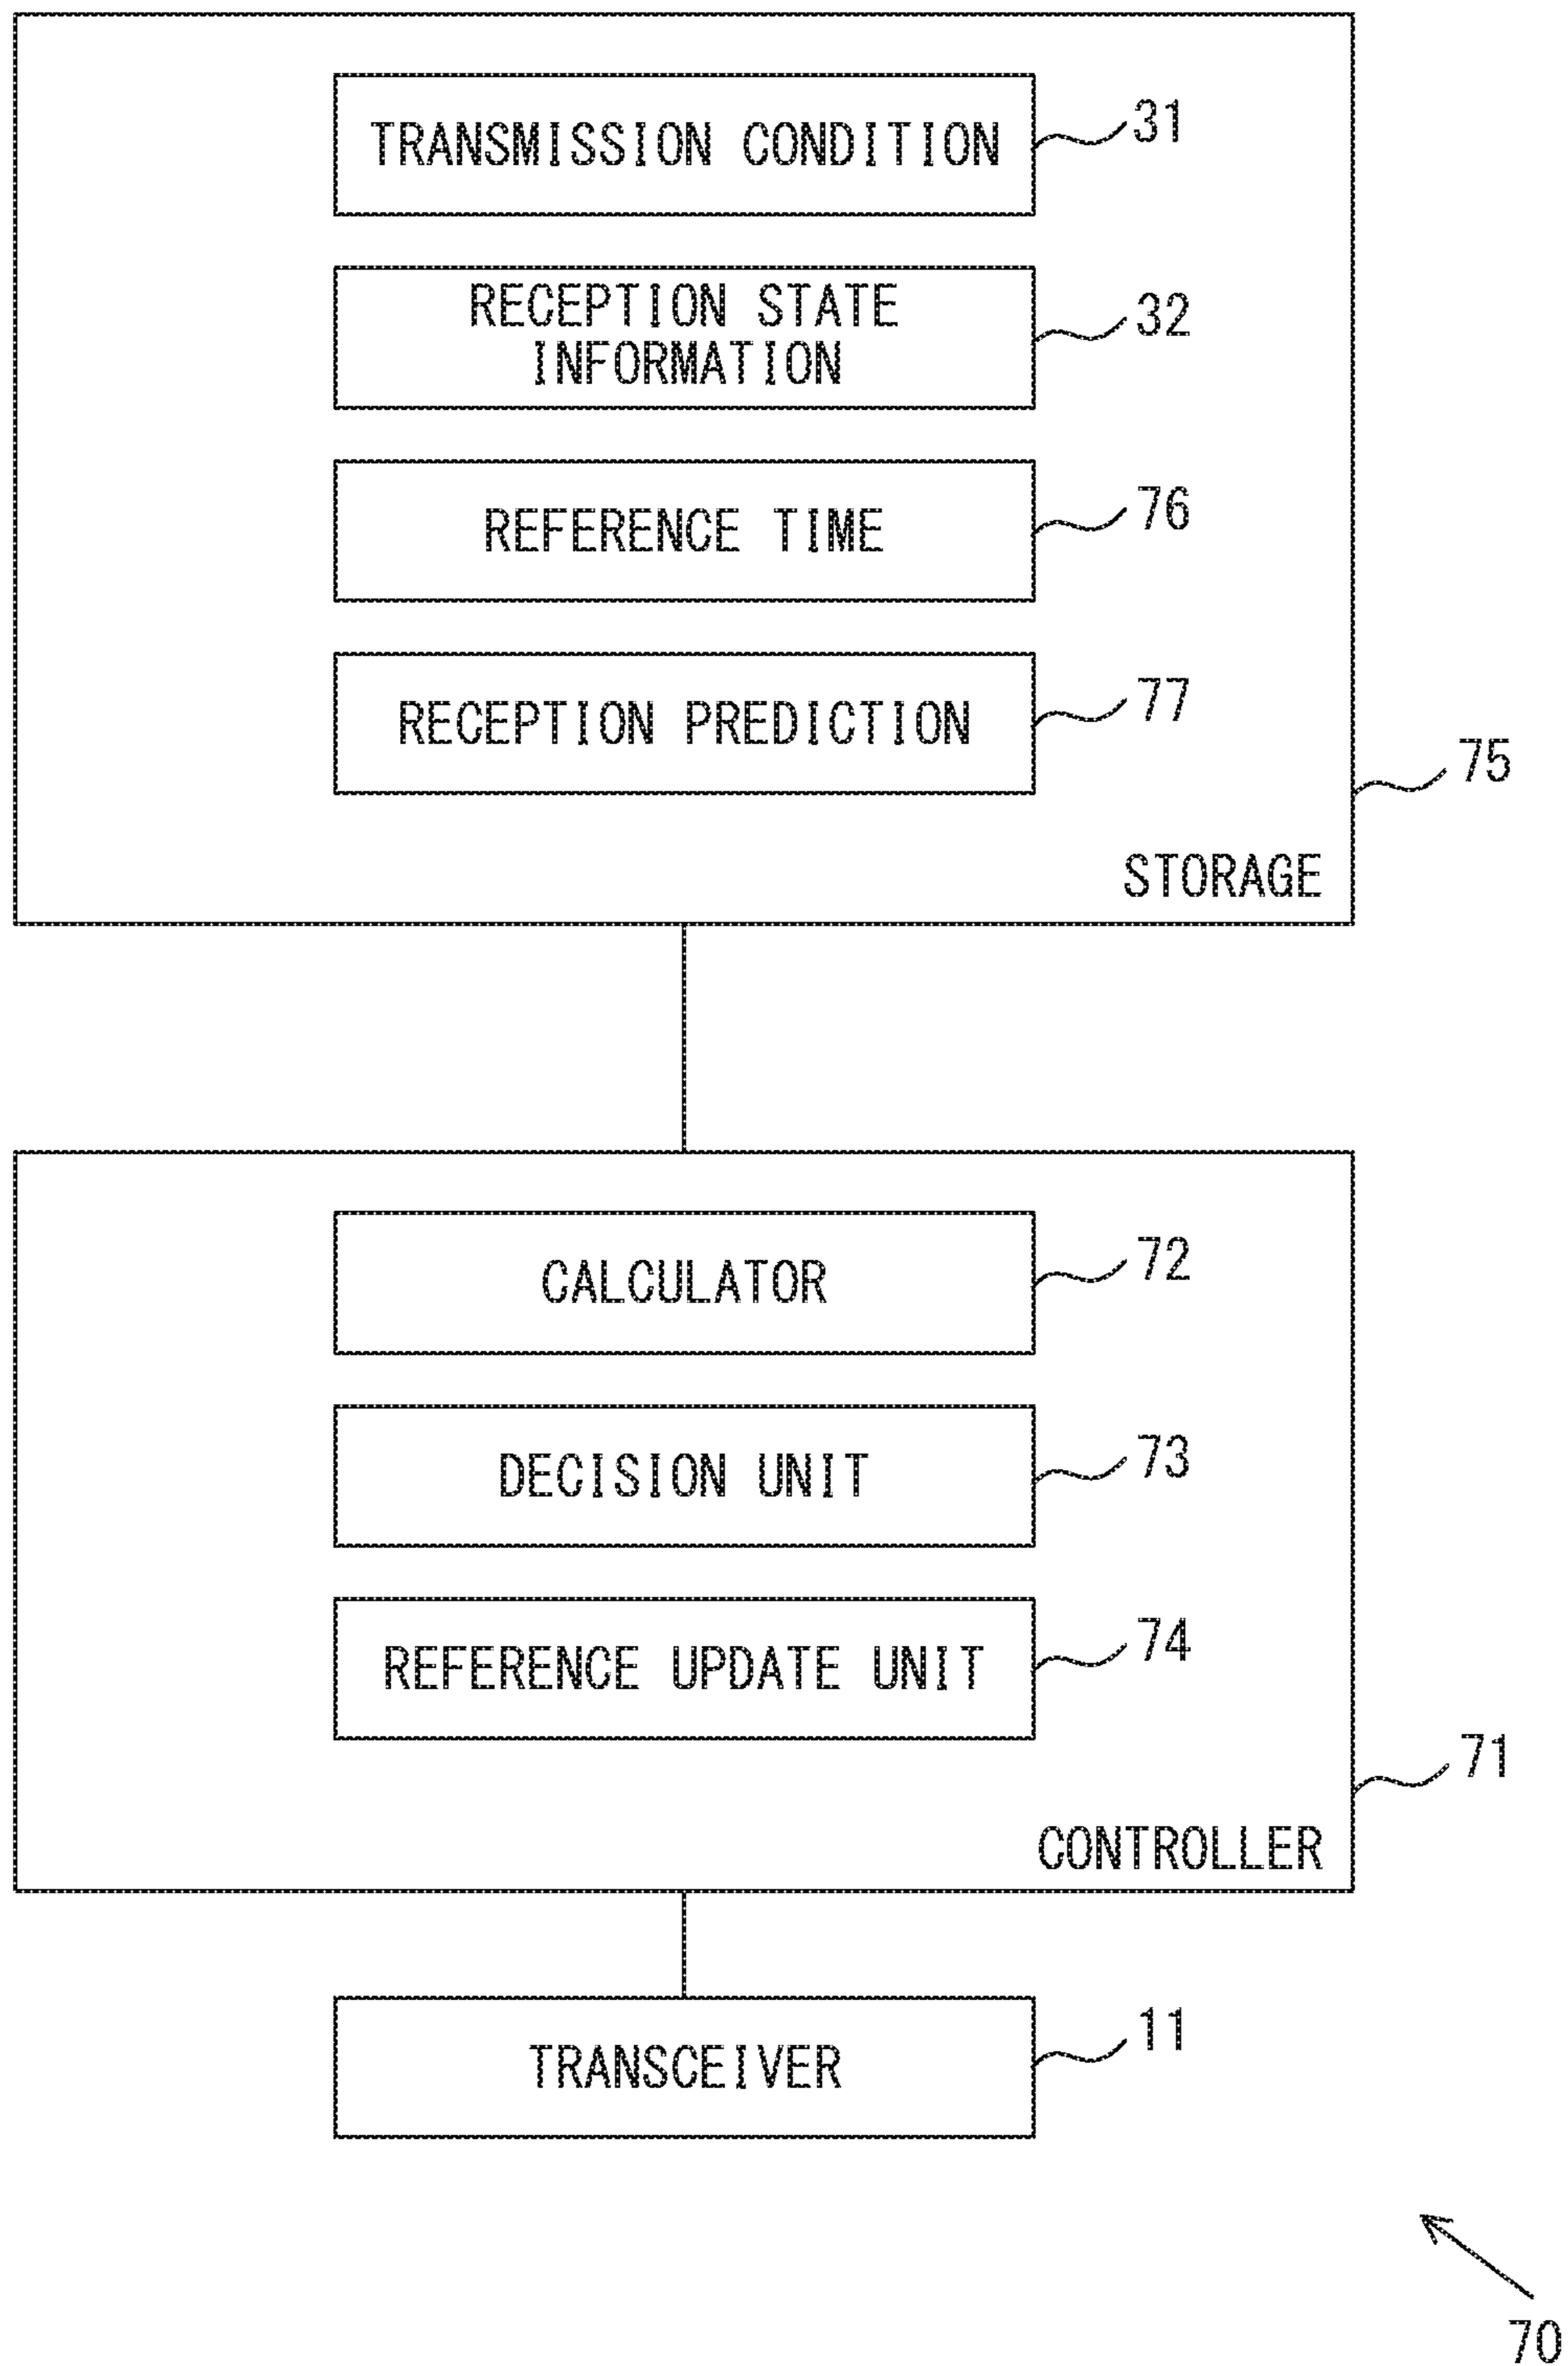 TRANSMISSION CONDITION
31
RECEPTION STATE
INFORMATION
32
REFERENCE TIME
76
RECEPTION PREDICTION
77
75
STORAGE
CALCULATOR
72
DECISION UNIT
73
REFERENCE UPDATE UNIT
74
71
CONTROLLER
TRANSCEIVER
11
70